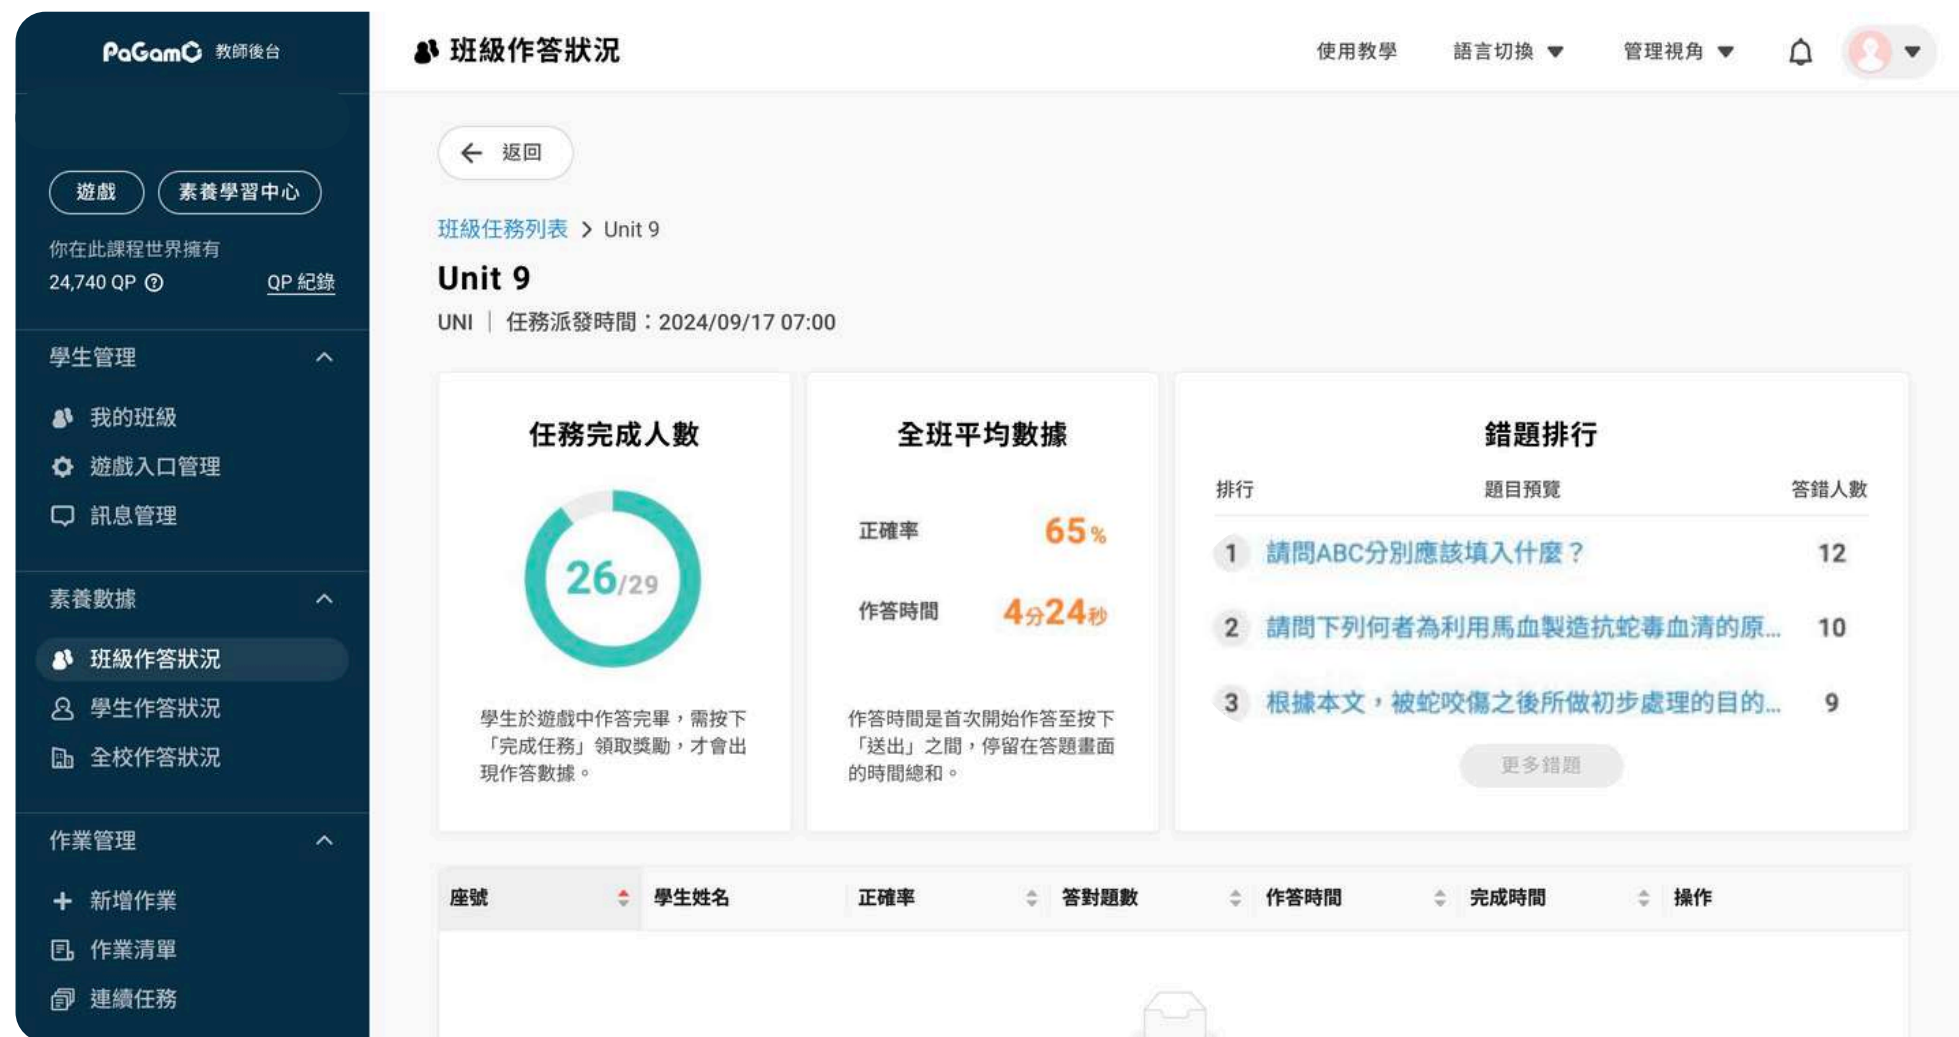 PaGamO 教師後台
遊戲
素養學習中心
你在此課程世界擁有
24,740 QP
QP 紀錄
學生管理
我的班級
遊戲入口管理
訊息管理
素養數據
班級作答狀況
學生作答狀況
全校作答狀況
作業管理
新增作業
作業清單
連續任務
班級作答狀況
使用教學
語言切換
管理視角
返回
班級任務列表 > Unit 9
Unit 9
UNI | 任務派發時間：2024/09/17 07:00
任務完成人數
26/29
學生於遊戲中作答完畢，需按下
「完成任務」領取獎勵，才會出
現作答數據。
全班平均數據
正確率 65%
作答時間 4分24秒
作答時間是首次開始作答至按下
「送出」之間，停留在答題畫面
的時間總和。
錯題排行
排行 題目預覽 答錯人數
1 請問ABC分別應該填入什麼？ 12
2 請問下列何者為利用馬血製造抗蛇毒血清的原... 10
3 根據本文，被蛇咬傷之後所做初步處理的目的... 9
更多錯題
座號 學生姓名 正確率 答對題數 作答時間 完成時間 操作